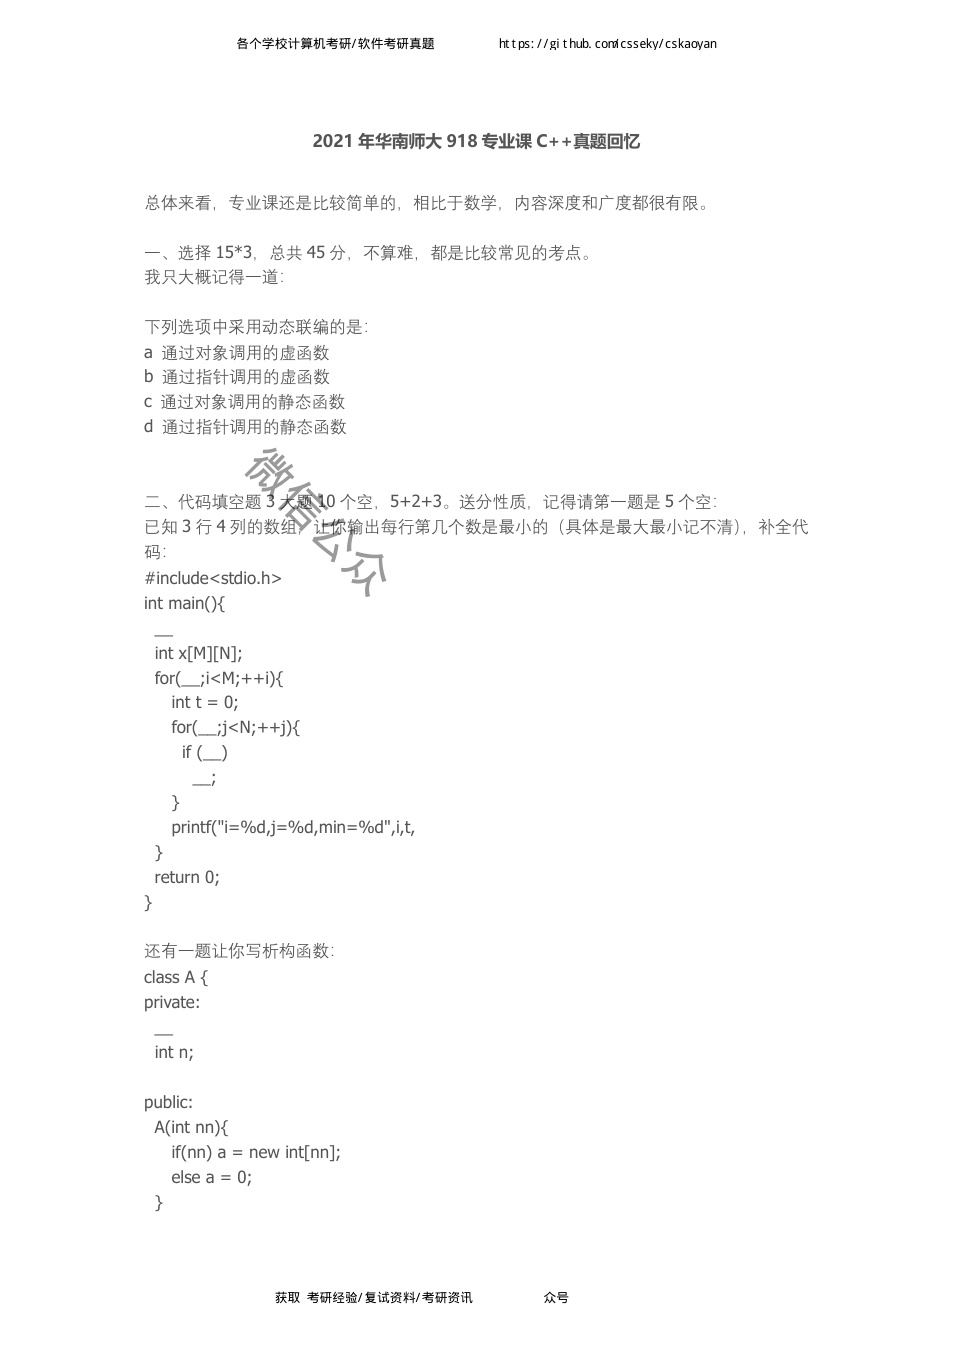 各个学校计算机考研/软件考研真题 https://github.com/csseky/cskaoyan
2021 年华南师大 918 专业课 C++真题回忆
总体来看，专业课还是比较简单的，相比于数学，内容深度和广度都很有限。
一、选择 15*3，总共 45 分，不算难，都是比较常见的考点。
我只大概记得一道：
下列选项中采用动态联编的是：
a 通过对象调用的虚函数
b 通过指针调用的虚函数
c 通过对象调用的静态函数
d 通过指针调用的静态函数
微信公众
二、代码填空题 3 大题 10 个空，5+2+3。送分性质，记得请第一题是 5 个空：
已知 3 行 4 列的数组，让你输出每行第几个数是最小的（具体是最大最小记不清），补全代
码：
#include<stdio.h>
int main(){
__
int x[M][N];
for(__;i<M;++i){
int t = 0;
for(__;j<N;++j){
if (__)
__;
}
printf("i=%d,j=%d,min=%d",i,t,
}
return 0;
}
还有一题让你写析构函数：
class A {
private:
__
int n;
public:
A(int nn){
if(nn) a = new int[nn];
else a = 0;
}
获取 考研经验/复试资料/考研资讯 众号